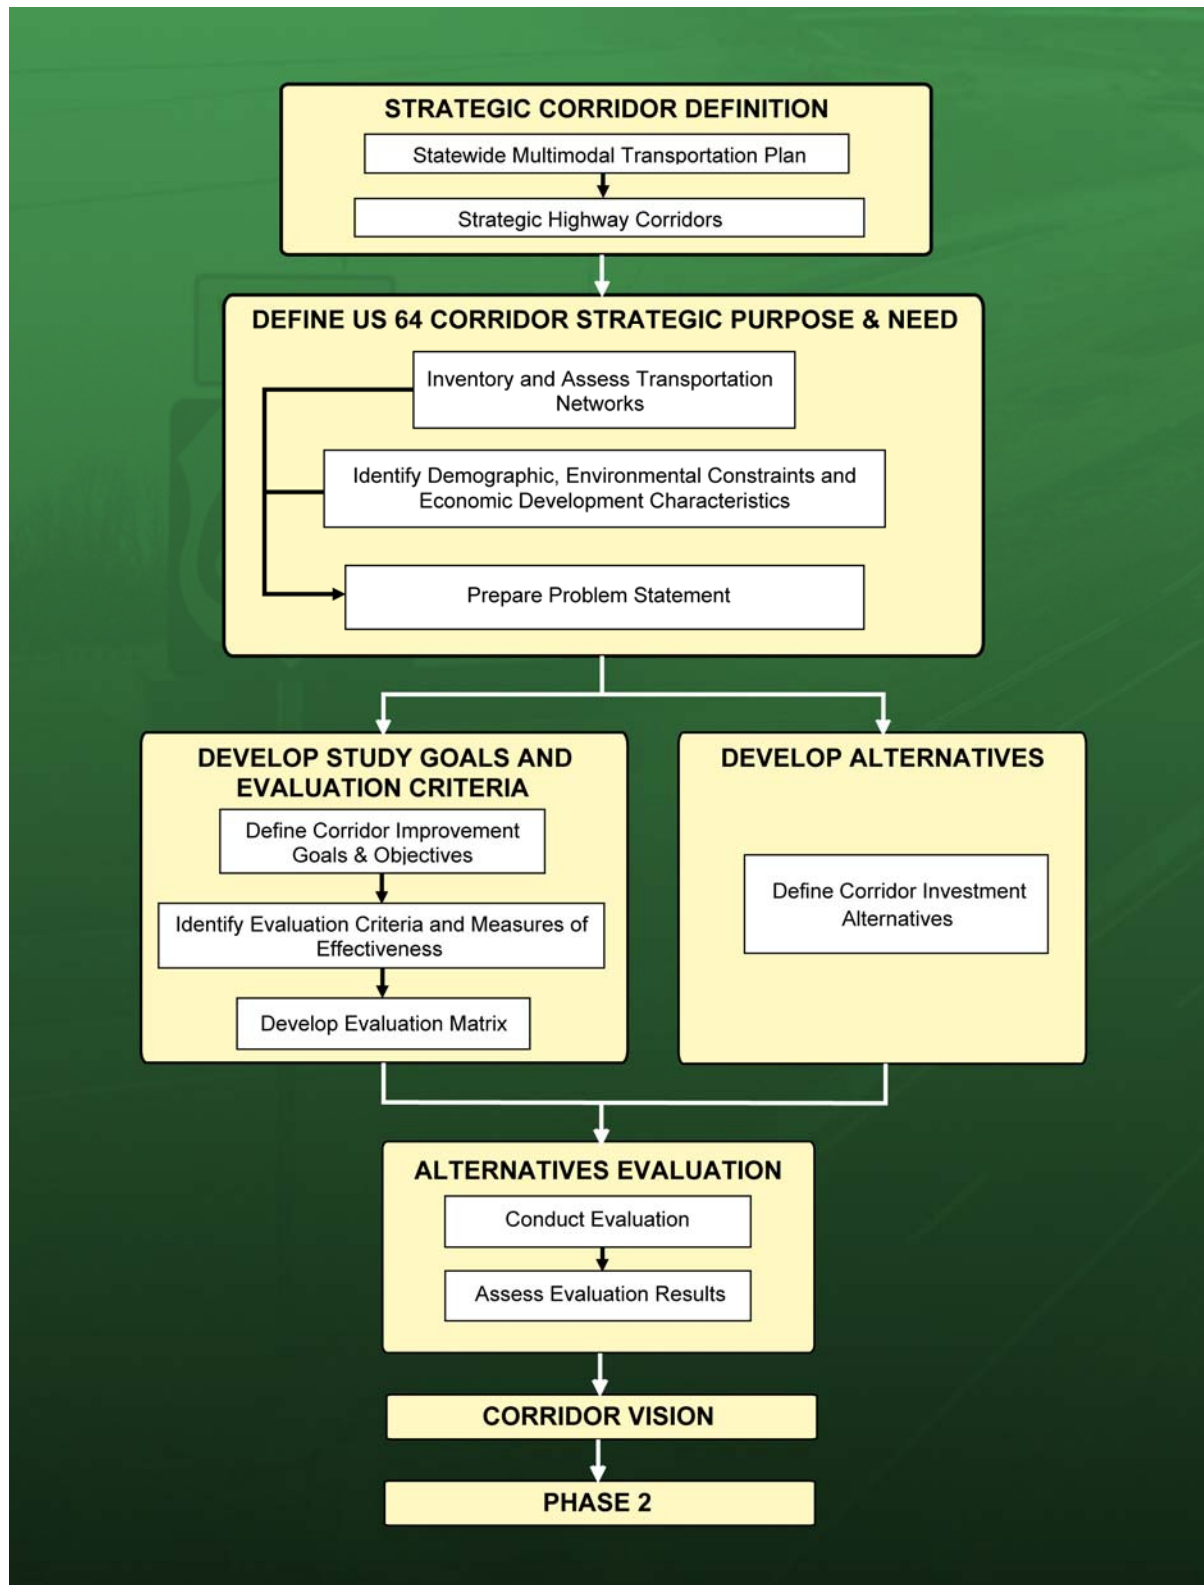 STRATEGIC CORRIDOR DEFINITION
Statewide Multimodal Transportation Plan
Strategic Highway Corridors
DEFINE US 64 CORRIDOR STRATEGIC PURPOSE & NEED
Inventory and Assess Transportation
Networks
Identify Demographic, Environmental Constraints and
Economic Development Characteristics
Prepare Problem Statement
DEVELOP STUDY GOALS AND
EVALUATION CRITERIA
Define Corridor Improvement
Goals & Objectives
Identify Evaluation Criteria and Measures of
Effectiveness
Develop Evaluation Matrix
DEVELOP ALTERNATIVES
Define Corridor Investment
Alternatives
ALTERNATIVES EVALUATION
Conduct Evaluation
Assess Evaluation Results
CORRIDOR VISION
PHASE 2